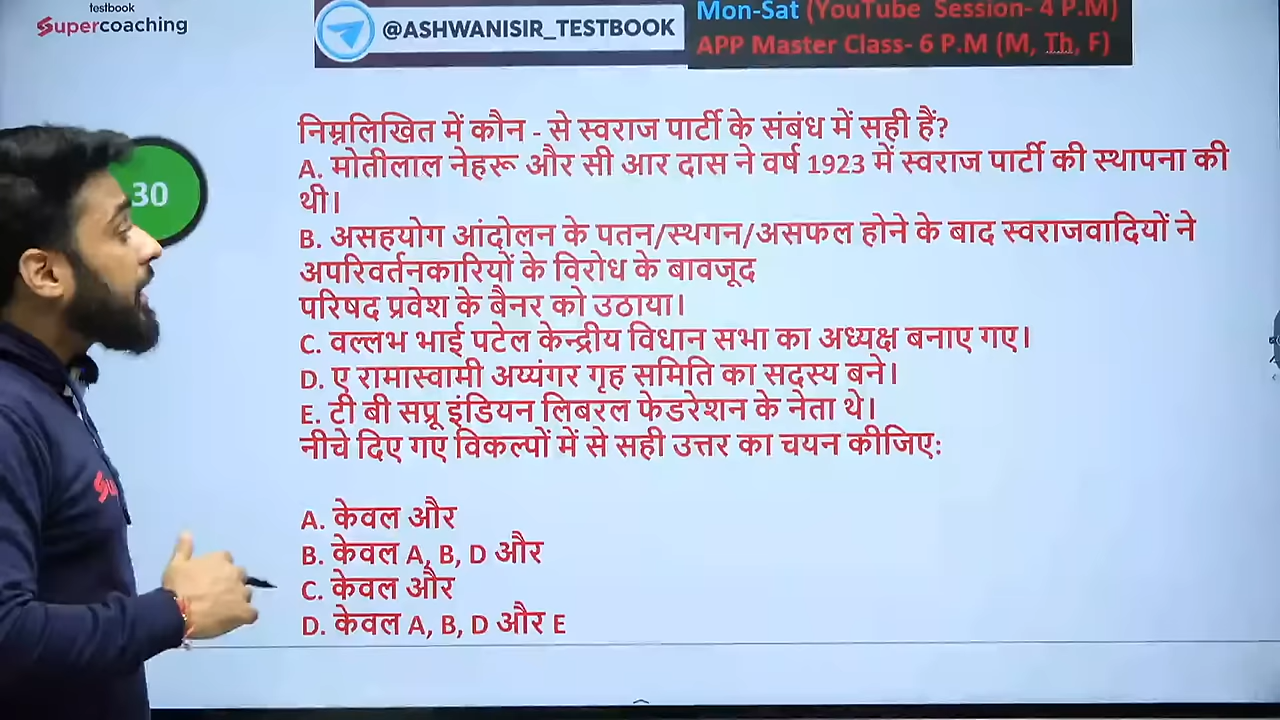 testbook
Supercoaching
@ASHWANISIR_TESTBOOK
Mon-Sat (YouTube Session- 4 P.M)
APP Master Class- 6 P.M (M, Th, F)
30
निम्नलिखित में कौन - से स्वराज पार्टी के संबंध में सही हैं?
A. मोतीलाल नेहरू और सी आर दास ने वर्ष 1923 में स्वराज पार्टी की स्थापना की
थी।
B. असहयोग आंदोलन के पतन/स्थगन/असफल होने के बाद स्वराजवादियों ने
अपरिवर्तनकारियों के विरोध के बावजूद
परिषद प्रवेश के बैनर को उठाया।
C. वल्लभ भाई पटेल केन्द्रीय विधान सभा का अध्यक्ष बनाए गए।
D. ए रामास्वामी अय्यंगर गृह समिति का सदस्य बने।
E. टी बी सप्रू इंडियन लिबरल फेडरेशन के नेता थे।
नीचे दिए गए विकल्पों में से सही उत्तर का चयन कीजिए:
A. केवल और
B. केवल A, B, D और
C. केवल और
D. केवल A, B, D और E